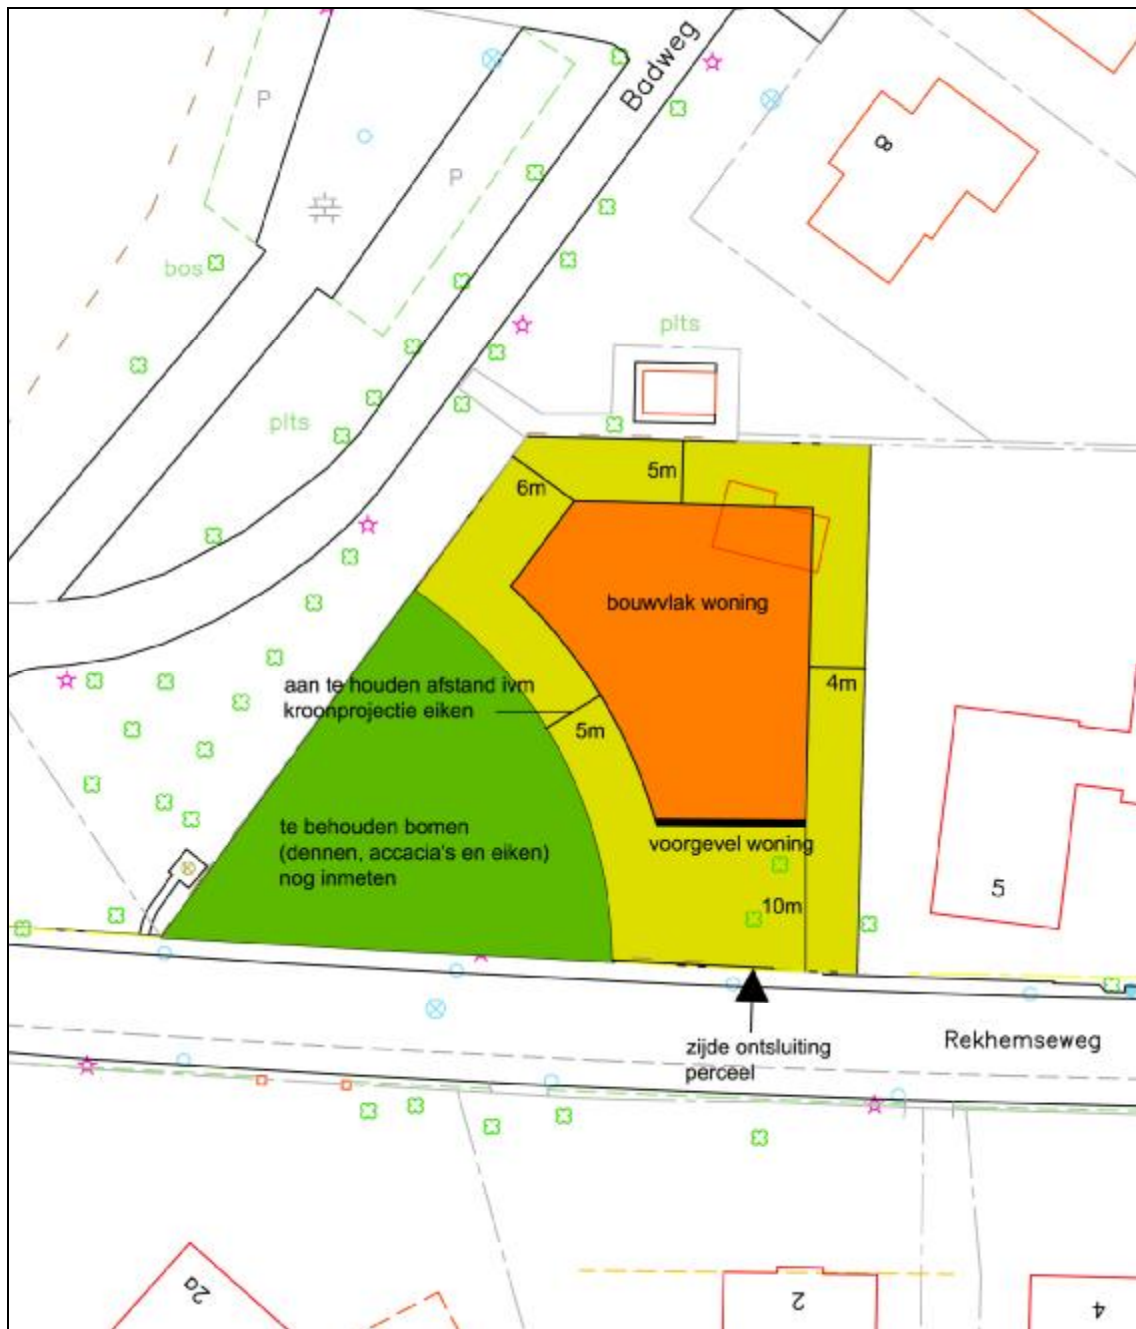 Badweg
P
P
8
bos
plts
plts
5m
6m
bouwvlak woning
aan te houden afstand ivm
kroonprojectie eiken
4m
5m
te behouden bomen
(dennen, accacia's en eiken)
nog inmeten
voorgevel woning
10m
5
zijde ontsluiting
perceel
Rekhemseweg
2a
2
4